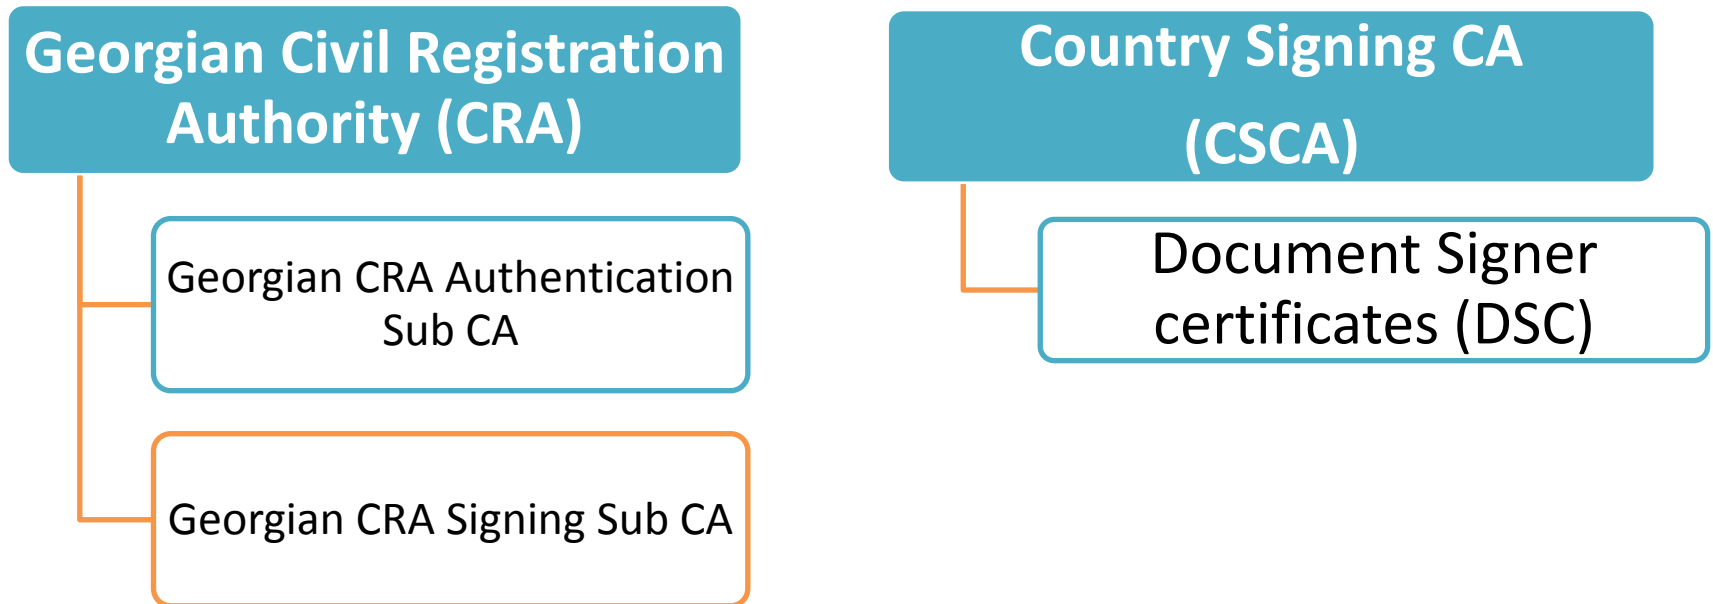 Georgian Civil Registration
Authority (CRA)
Georgian CRA Authentication
Sub CA
Georgian CRA Signing Sub CA
Country Signing CA
(CSCA)
Document Signer
certificates (DSC)